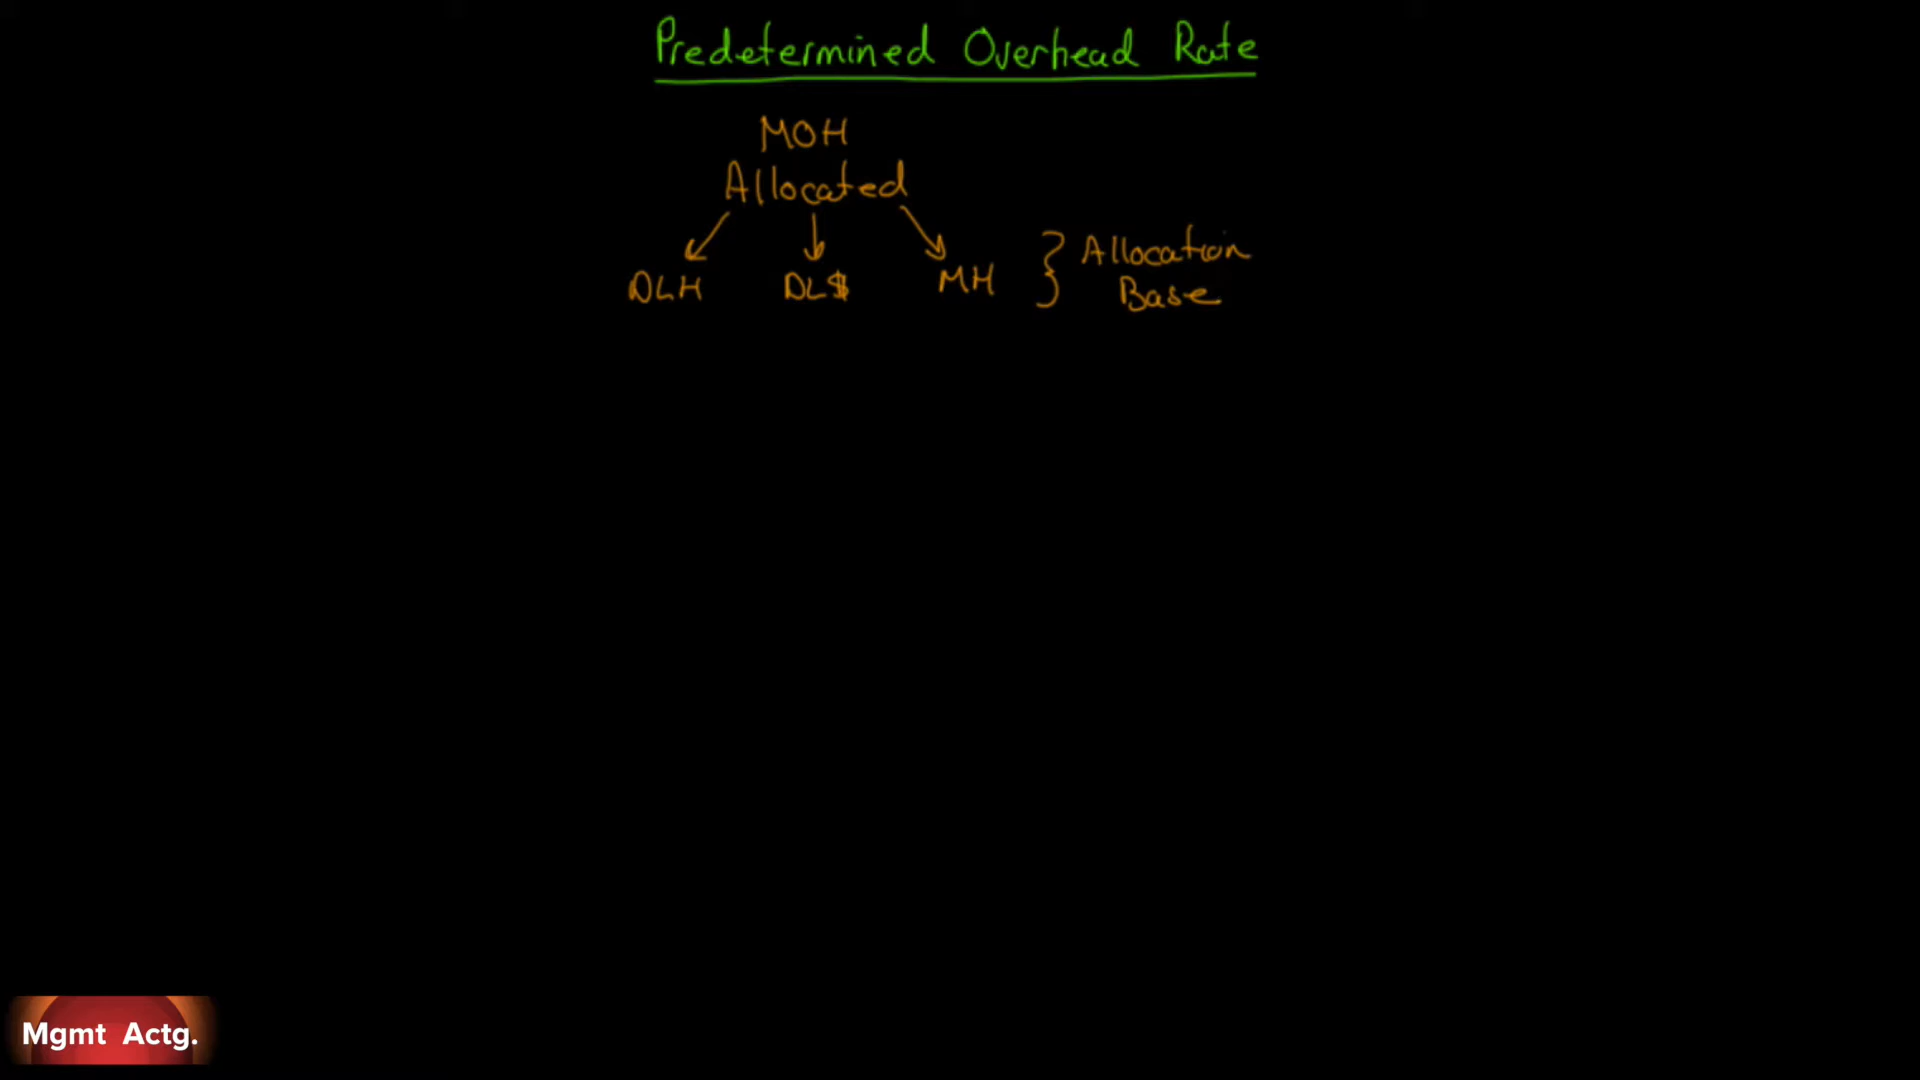 Predetermined Overhead Rate
MOH
Allocated
DLH DL$ MH } Allocation
Base
Mgmt Actg.